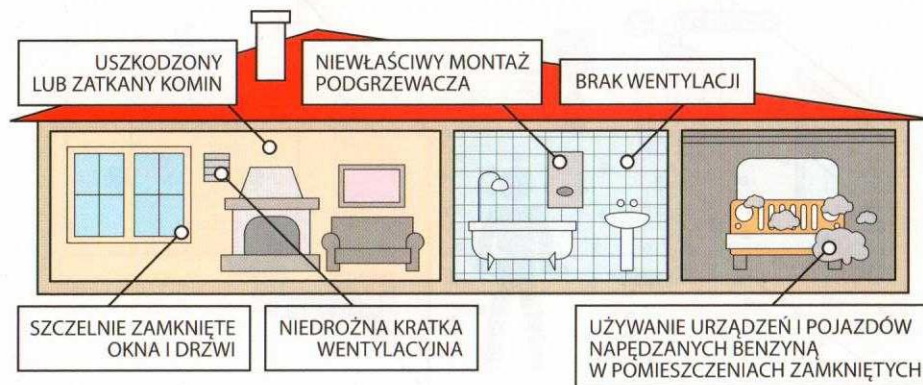 USZKODZONY
LUB ZATKANY KOMIN
NIEWŁAŚCIWY MONTAŻ
PODGRZEWACZA
BRAK WENTYLACJI
SZCZELNIE ZAMKNIĘTE
OKNA I DRZWI
NIEDROŻNA KRATKA
WENTYLACYJNA
UŻYWANIE URZĄDZEŃ I POJAZDÓW
NAPĘDZANYCH BENZYNĄ
W POMIESZCZENIACH ZAMKNIĘTYCH